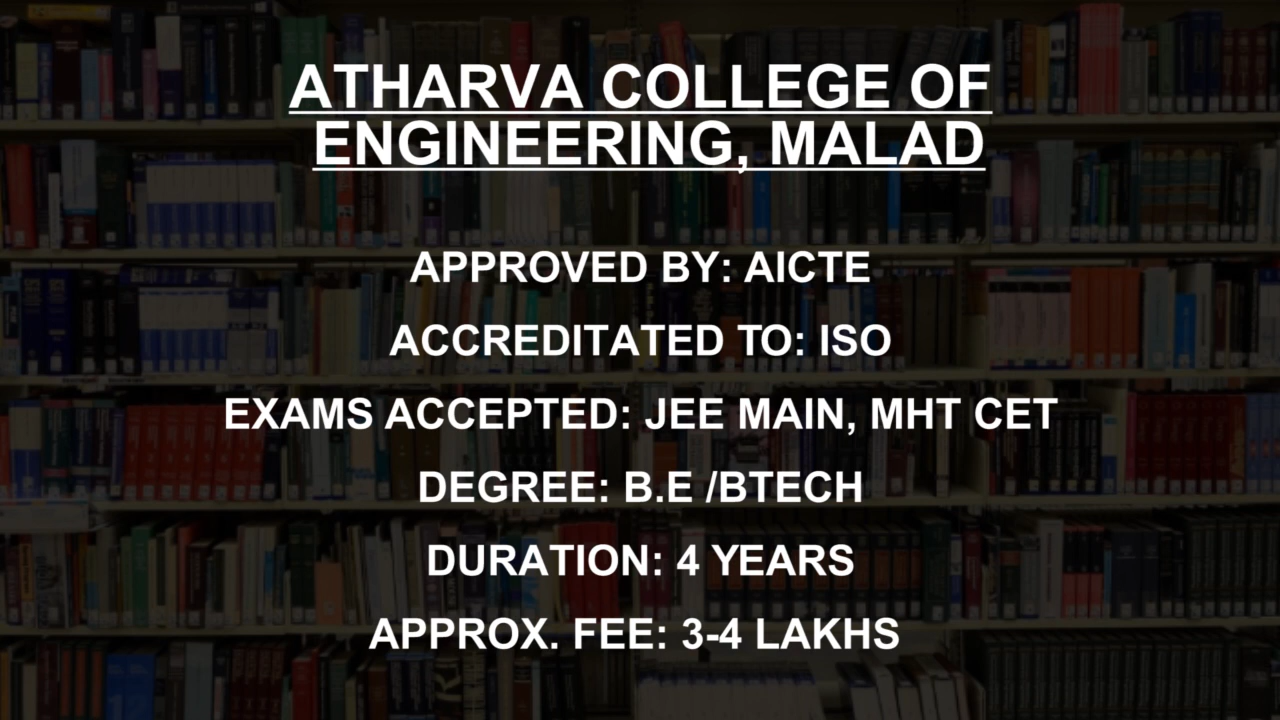 ATHARVA COLLEGE OF
ENGINEERING, MALAD
APPROVED BY: AICTE
ACCREDITATED TO: ISO
EXAMS ACCEPTED: JEE MAIN, MHT CET
DEGREE: B.E /BTECH
DURATION: 4 YEARS
APPROX. FEE: 3-4 LAKHS